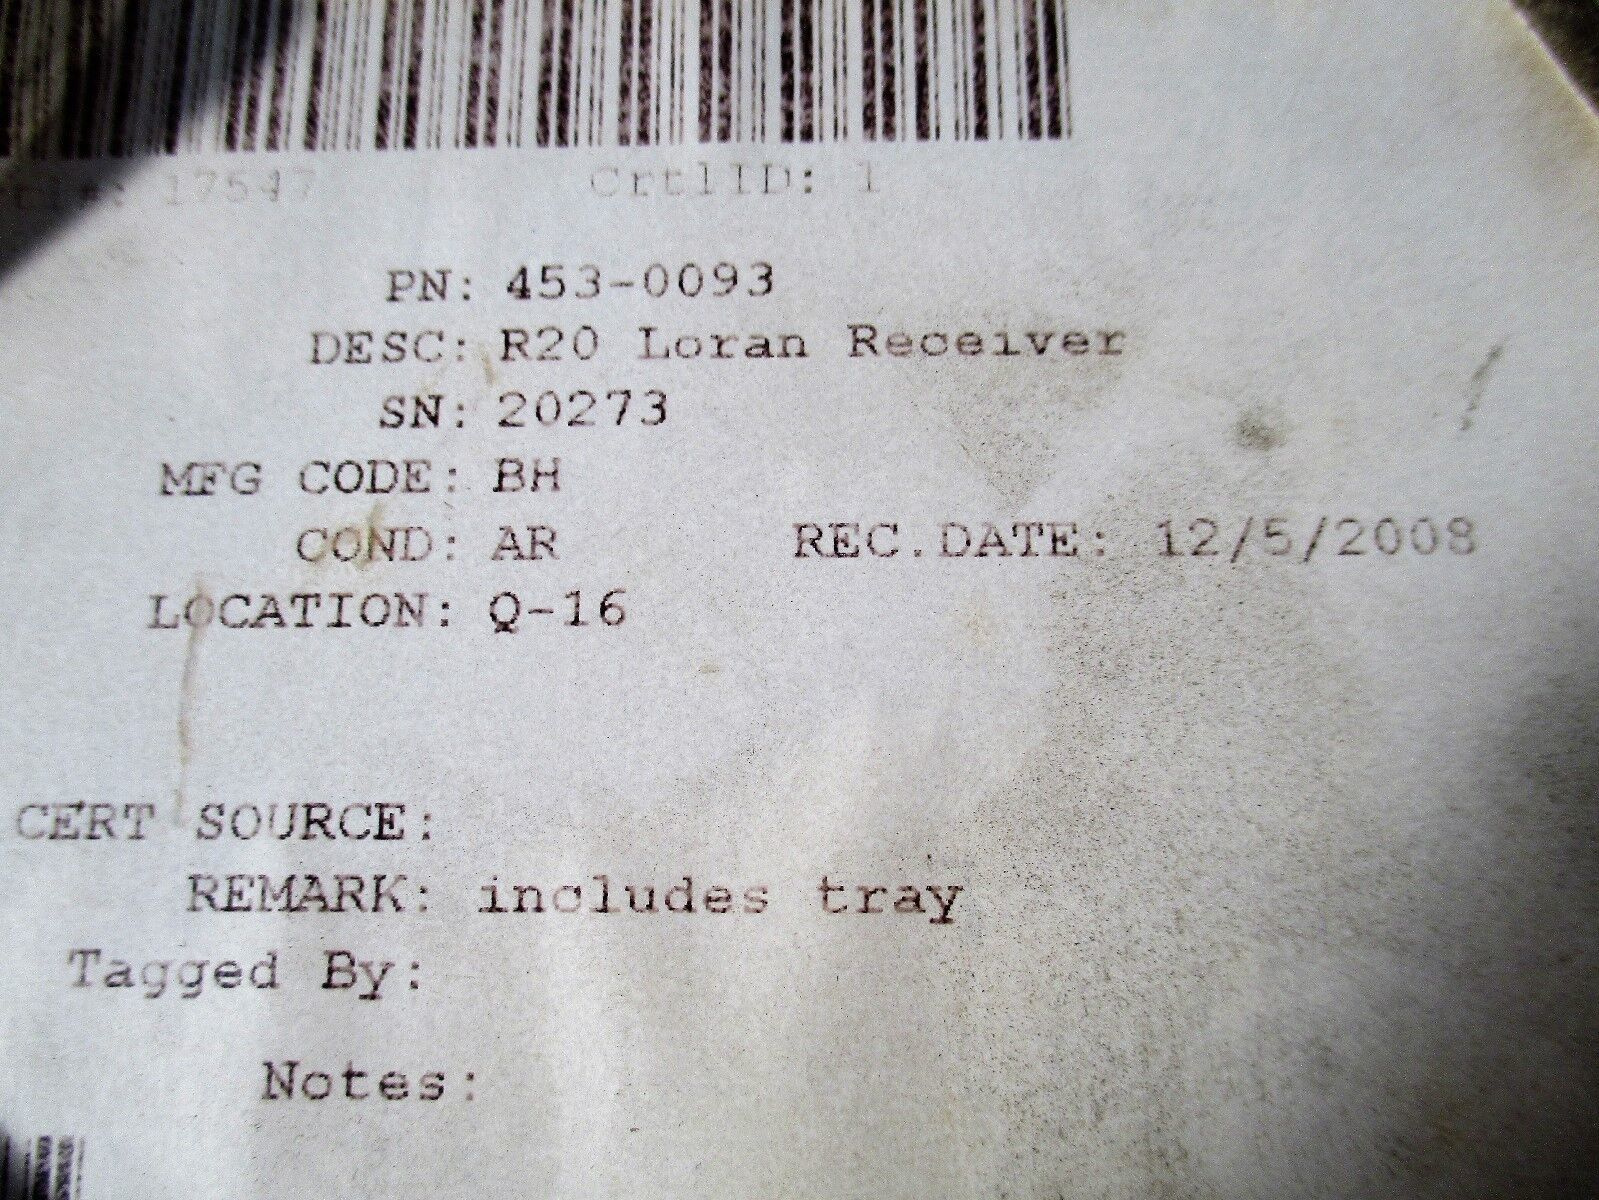 17547 CrtlID: 1
PN: 453-0093
DESC: R20 Loran Receiver
SN: 20273
MFG CODE: BH
COND: AR REC.DATE: 12/5/2008
LOCATION: Q-16
CERT SOURCE:
REMARK: includes tray
Tagged By:
Notes: